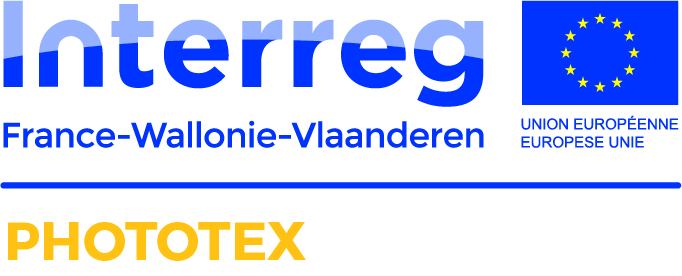 Interreg
France-Wallonie-Vlaanderen
UNION EUROPÉENNE
EUROPESE UNIE
PHOTOTEX